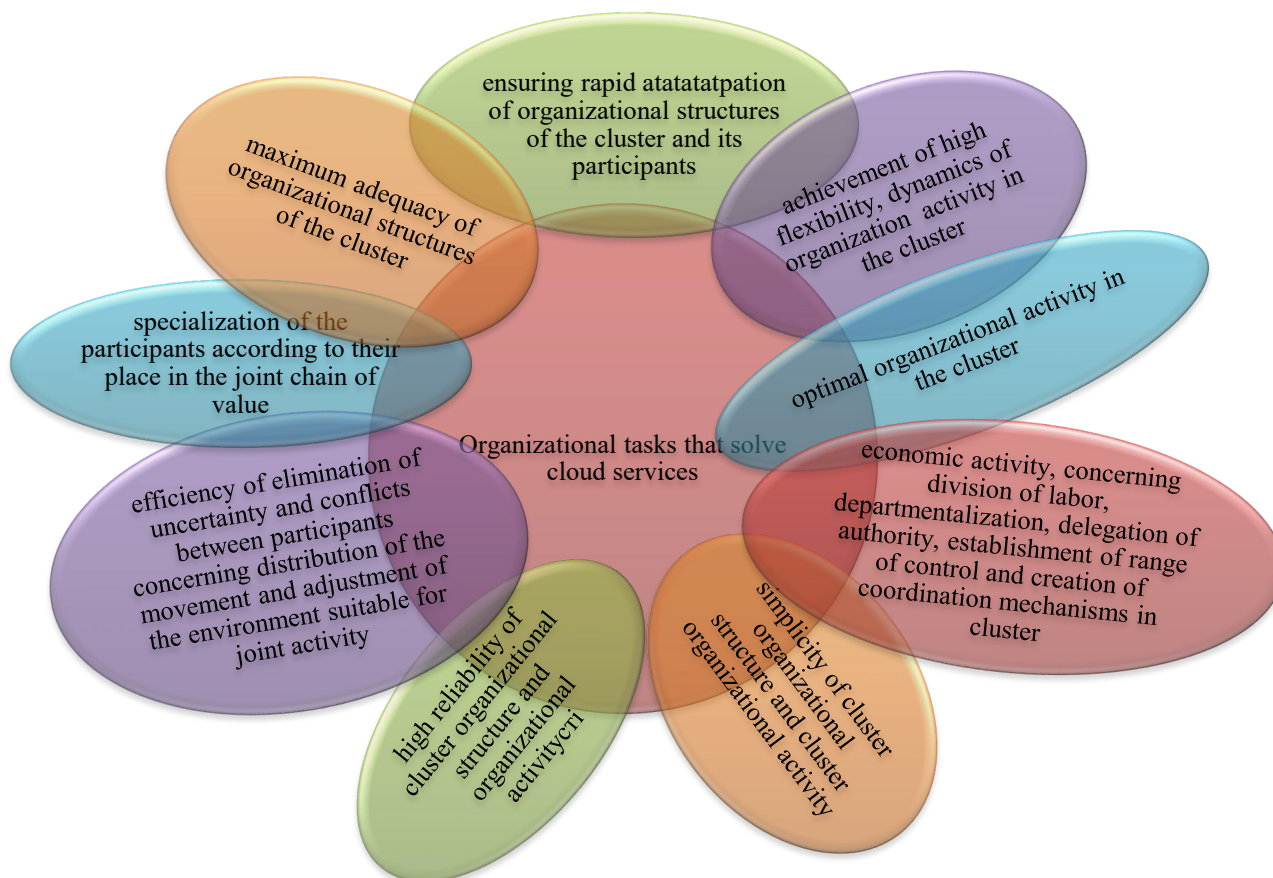 ensuring rapid atatatatpation
of organizational structures
of the cluster and its
participants
achievement of high
flexibility, dynamics of
organization activity in
the cluster
optimal organizational activity in
the cluster
economic activity, concerning
division of labor,
departmentalization, delegation of
authority, establishment of range
of control and creation of
coordination mechanisms in
cluster
simplicity of cluster
organizational
structure and cluster
organizational activity
high reliability of
cluster organizational
structure and
organizational
activityсті
efficiency of elimination of
uncertainty and conflicts
between participants
concerning distribution of the
movement and adjustment of
the environment suitable for
joint activity
specialization of the
participants according to their
place in the joint chain of
value
maximum adequacy of
organizational structures
of the cluster
Organizational tasks that solve
cloud services